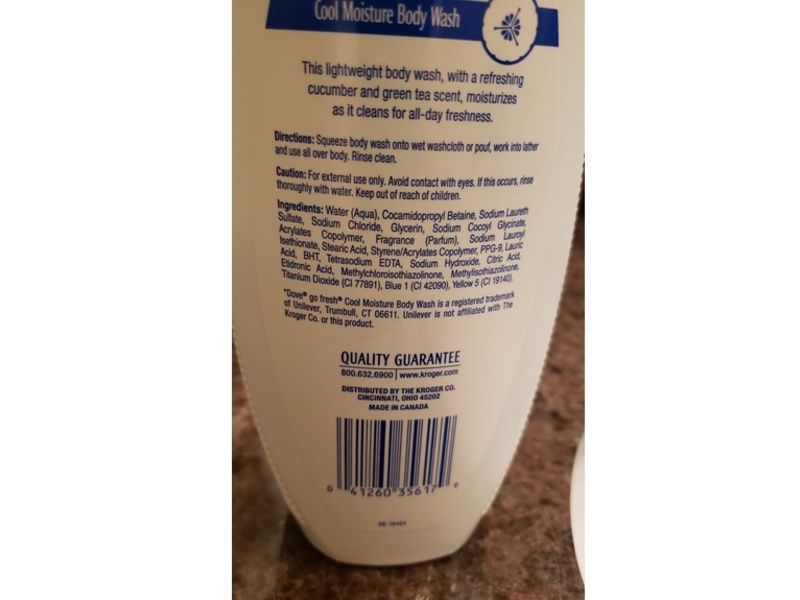 Cool Moisture Body Wash
This lightweight body wash, with a refreshing
cucumber and green tea scent, moisturizes
as it cleans for all-day freshness.
Directions: Squeeze body wash onto wet washcloth or pouf, work into lather
and use all over body. Rinse clean.
Caution: For external use only. Avoid contact with eyes. If this occurs, rinse
thoroughly with water. Keep out of reach of children.
Ingredients: Water (Aqua), Cocamidopropyl Betaine, Sodium Laureth
Sulfate, Sodium Chloride, Glycerin, Sodium Cocoyl Glycinate,
Acrylates Copolymer, Fragrance (Parfum), Sodium Lauroyl
Isethionate, Stearic Acid, Styrene/Acrylates Copolymer, PPG-9, Lauric
Acid, BHT, Tetrasodium EDTA, Sodium Hydroxide, Citric Acid,
Etidronic Acid, Methylchloroisothiazolinone, Methylisothiazolinone,
Titanium Dioxide (CI 77891), Blue 1 (CI 42090), Yellow 5 (CI 19140).
*Dove® go fresh® Cool Moisture Body Wash is a registered trademark
of Unilever, Trumbull, CT 06611. Unilever is not affiliated with The
Kroger Co. or this product.
QUALITY GUARANTEE
800.632.6900 | www.kroger.com
DISTRIBUTED BY THE KROGER CO.
CINCINNATI, OHIO 45202
MADE IN CANADA
0 41260 35617 9